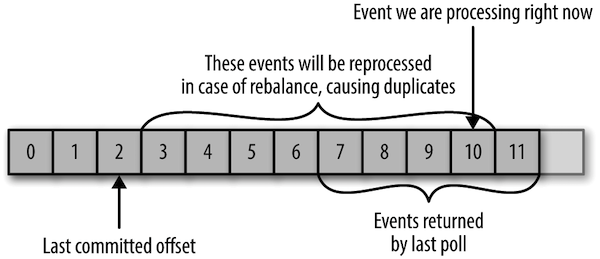 Event we are processing right now
These events will be reprocessed
in case of rebalance, causing duplicates
0 1 2 3 4 5 6 7 8 9 10 11
Last committed offset
Events returned
by last poll